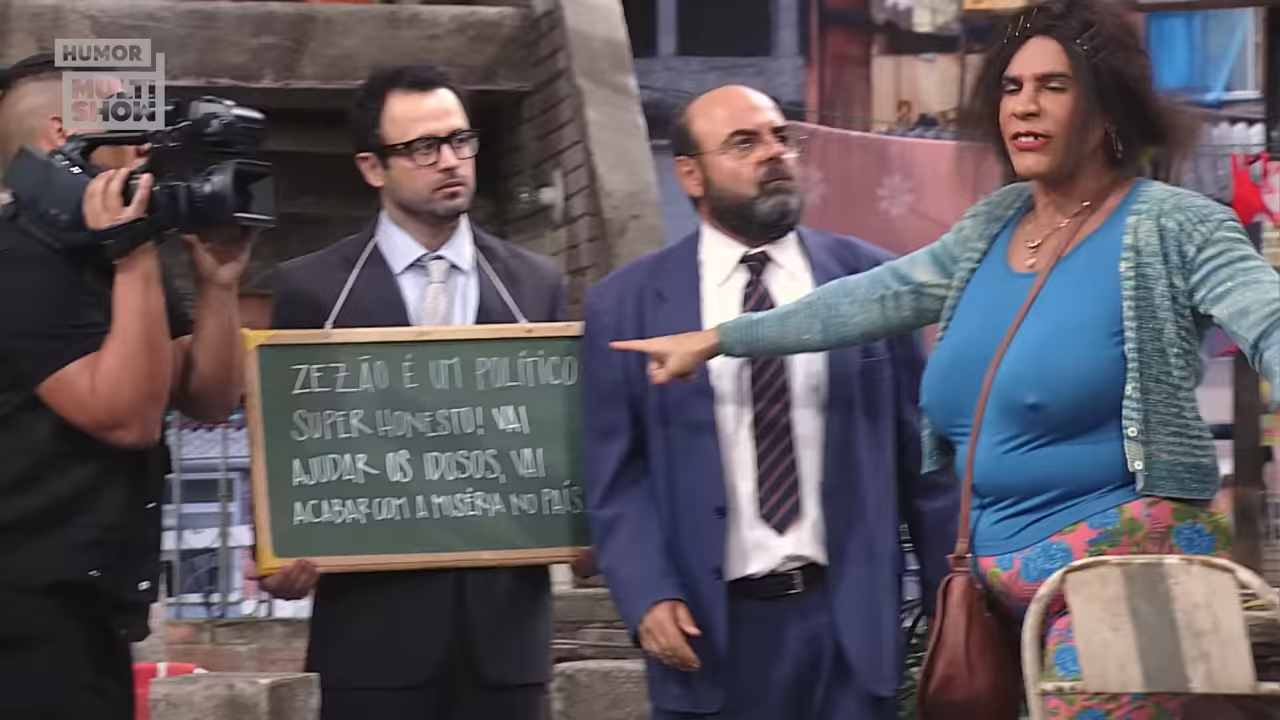 HUMOR
MULTI
SHOW
ZEZÃO É UM POLÍTICO
SUPER HONESTO! VAI
AJUDAR OS IDOSOS, VAI
ACABAR COM A MISÉRIA NO PAÍS